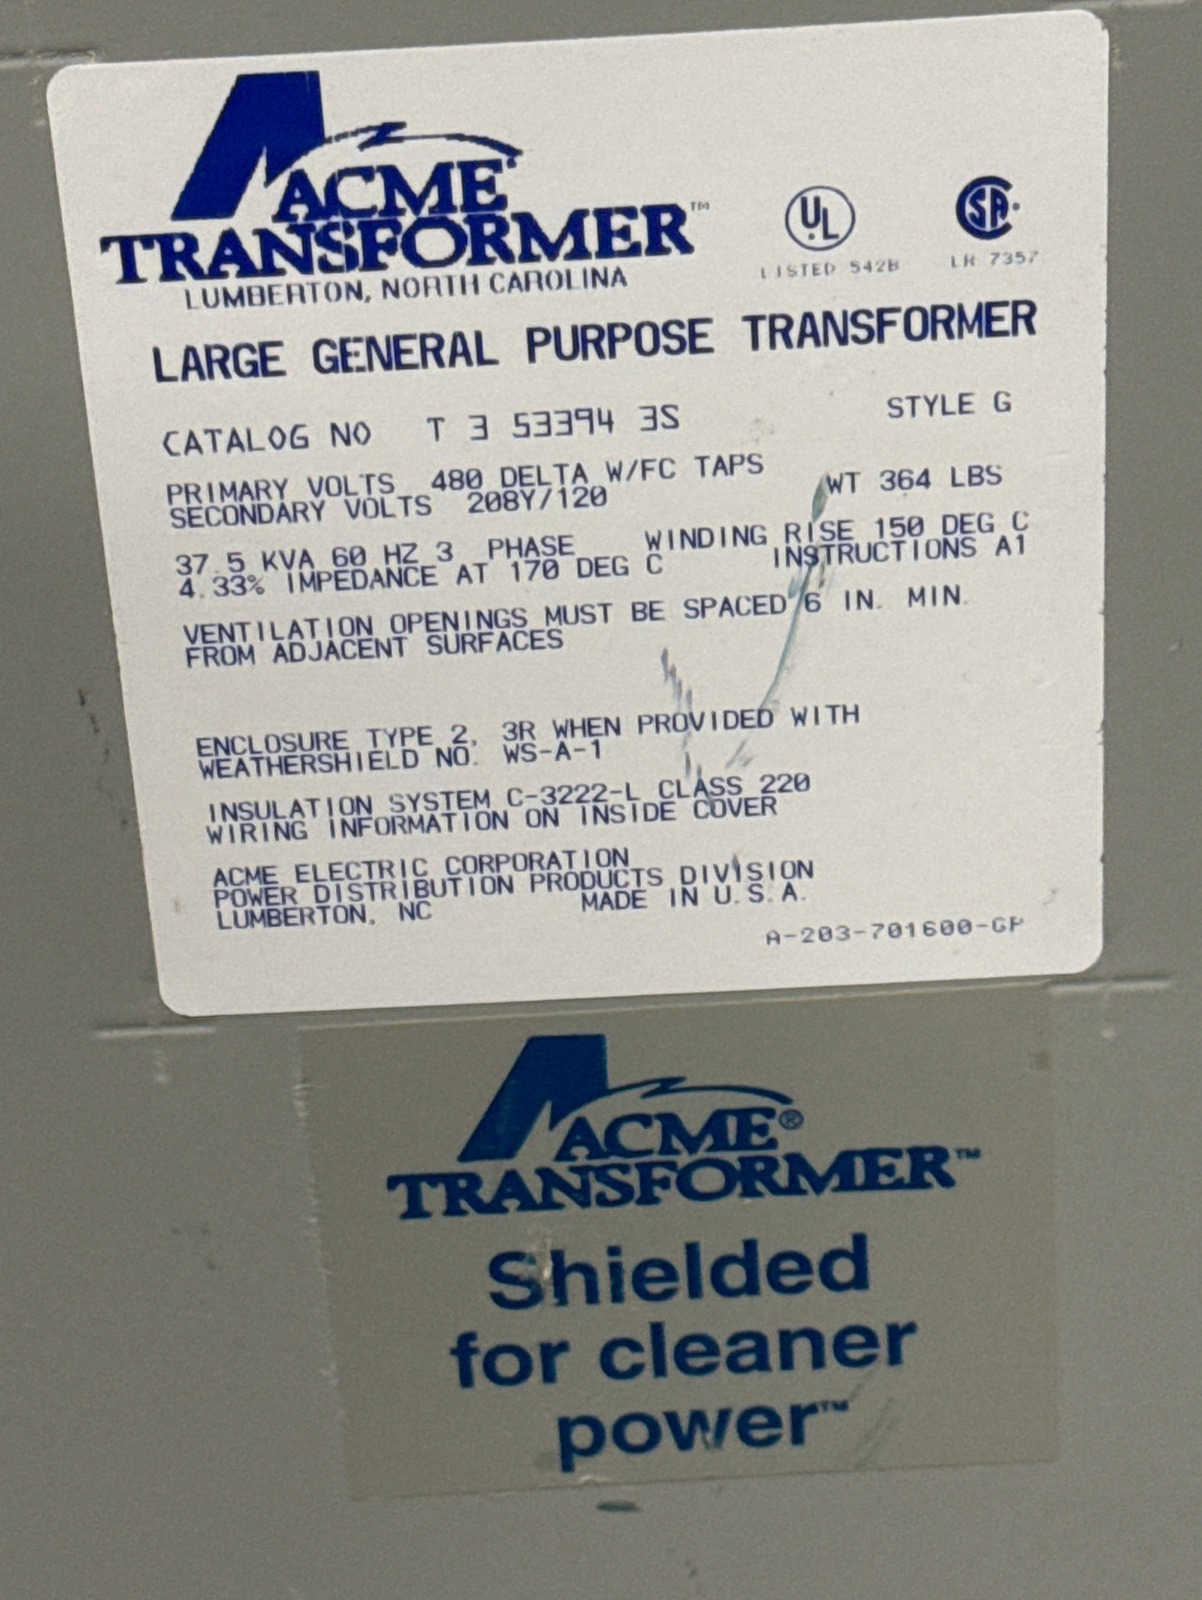 ACME
TRANSFORMER™
LUMBERTON, NORTH CAROLINA
UL
LISTED 542B
SA
LR 7357
LARGE GENERAL PURPOSE TRANSFORMER
CATALOG NO T 3 53394 3S STYLE G
PRIMARY VOLTS 480 DELTA W/FC TAPS WT 364 LBS
SECONDARY VOLTS 208Y/120
37.5 KVA 60 HZ 3 PHASE WINDING RISE 150 DEG C
4.33% IMPEDANCE AT 170 DEG C INSTRUCTIONS A1
VENTILATION OPENINGS MUST BE SPACED 6 IN. MIN.
FROM ADJACENT SURFACES
ENCLOSURE TYPE 2, 3R WHEN PROVIDED WITH
WEATHERSHIELD NO. WS-A-1
INSULATION SYSTEM C-3222-L CLASS 220
WIRING INFORMATION ON INSIDE COVER
ACME ELECTRIC CORPORATION
POWER DISTRIBUTION PRODUCTS DIVISION
LUMBERTON, NC MADE IN U.S.A.
A-203-701600-GP
ACME®
TRANSFORMER™
Shielded
for cleaner
power™